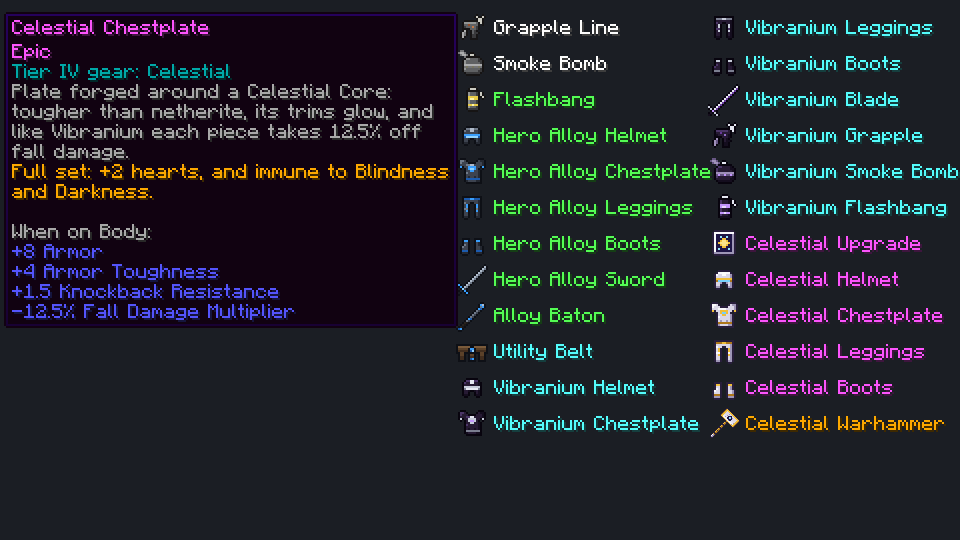 Celestial Chestplate
Epic
Tier IV gear: Celestial
Plate forged around a Celestial Core:
tougher than netherite, its trims glow, and
like Vibranium each piece takes 12.5% off
fall damage.
Full set: +2 hearts, and immune to Blindness
and Darkness.
When on Body:
+8 Armor
+4 Armor Toughness
+1.5 Knockback Resistance
-12.5% Fall Damage Multiplier
Grapple Line
Smoke Bomb
Flashbang
Hero Alloy Helmet
Hero Alloy Chestplate
Hero Alloy Leggings
Hero Alloy Boots
Hero Alloy Sword
Alloy Baton
Utility Belt
Vibranium Helmet
Vibranium Chestplate
Vibranium Leggings
Vibranium Boots
Vibranium Blade
Vibranium Grapple
Vibranium Smoke Bomb
Vibranium Flashbang
Celestial Upgrade
Celestial Helmet
Celestial Chestplate
Celestial Leggings
Celestial Boots
Celestial Warhammer